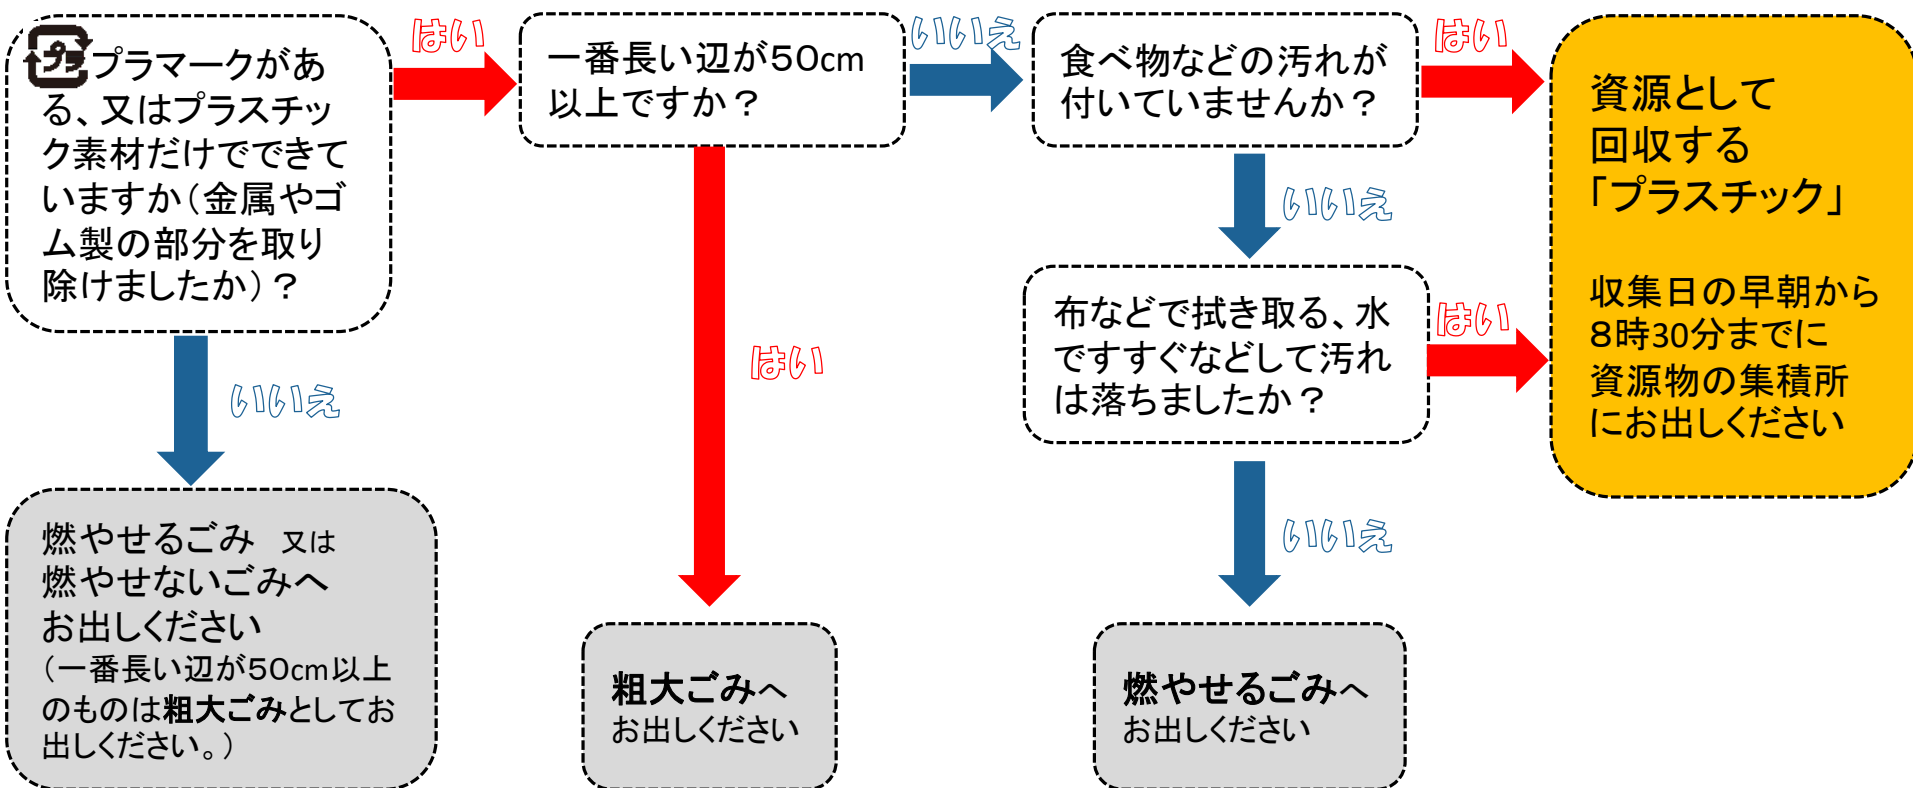 プラ
プラマークがあ
る、又はプラスチッ
ク素材だけでできて
いますか（金属やゴ
ム製の部分を取り
除けましたか）？
はい
一番長い辺が50cm
以上ですか？
いいえ
食べ物などの汚れが
付いていませんか？
はい
資源として
回収する
「プラスチック」
収集日の早朝から
８時30分までに
資源物の集積所
にお出しください
いいえ
布などで拭き取る、水
ですすぐなどして汚れ
は落ちましたか？
はい
はい
いいえ
いいえ
燃やせるごみ 又は
燃やせないごみへ
お出しください
（一番長い辺が50cm以上
のものは粗大ごみとしてお
出しください。）
粗大ごみへ
お出しください
燃やせるごみへ
お出しください